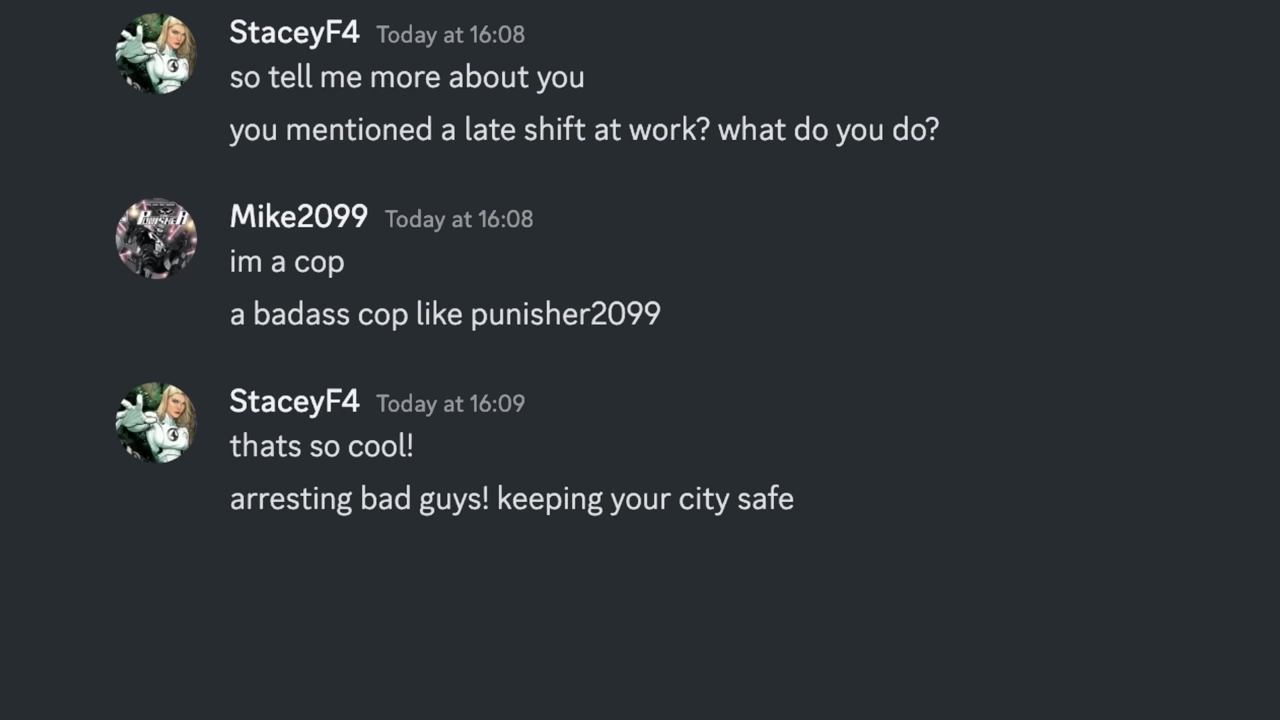 StaceyF4 Today at 16:08
so tell me more about you
you mentioned a late shift at work? what do you do?
PUNISHER
Mike2099 Today at 16:08
im a cop
a badass cop like punisher2099
StaceyF4 Today at 16:09
thats so cool!
arresting bad guys! keeping your city safe